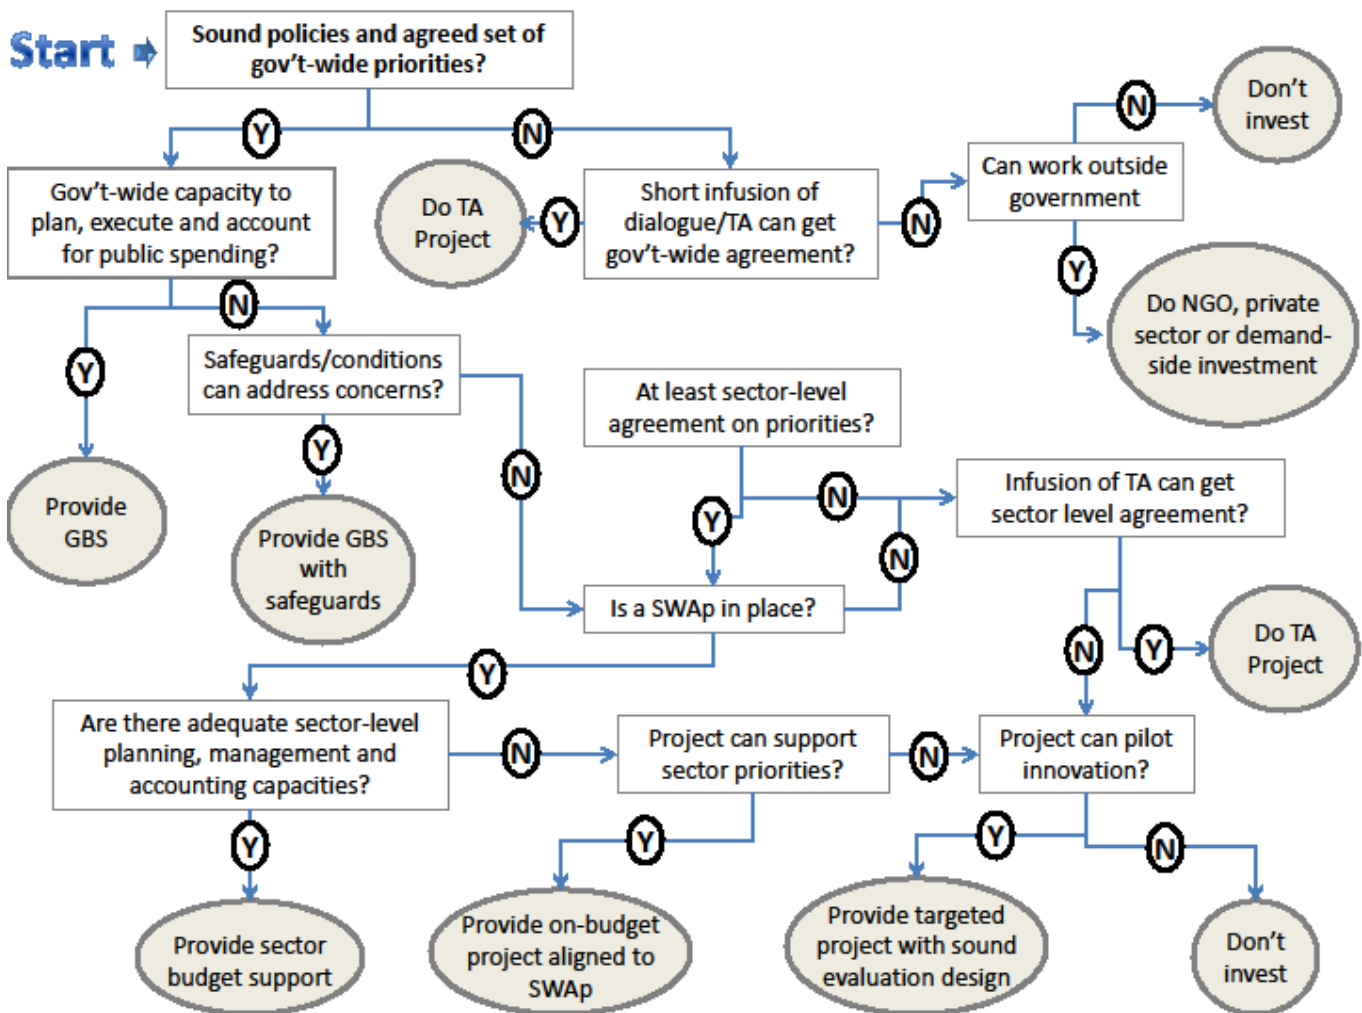 Start
Sound policies and agreed set of
gov't-wide priorities?
Y
N
N
Don't
invest
Gov't-wide capacity to
plan, execute and account
for public spending?
Do TA
Project
Y
Short infusion of
dialogue/TA can get
gov't-wide agreement?
N
Can work outside
government
Y
Do NGO, private
sector or demand-
side investment
N
Y
Safeguards/conditions
can address concerns?
At least sector-level
agreement on priorities?
Y
N
Provide
GBS
Provide GBS
with
safeguards
Y
N
N
Infusion of TA can get
sector level agreement?
Is a SWAp in place?
N
Y
Do TA
Project
Y
Are there adequate sector-level
planning, management and
accounting capacities?
N
Project can support
sector priorities?
N
Project can pilot
innovation?
Y
Y
Y
N
Provide sector
budget support
Provide on-budget
project aligned to
SWAp
Provide targeted
project with sound
evaluation design
Don't
invest